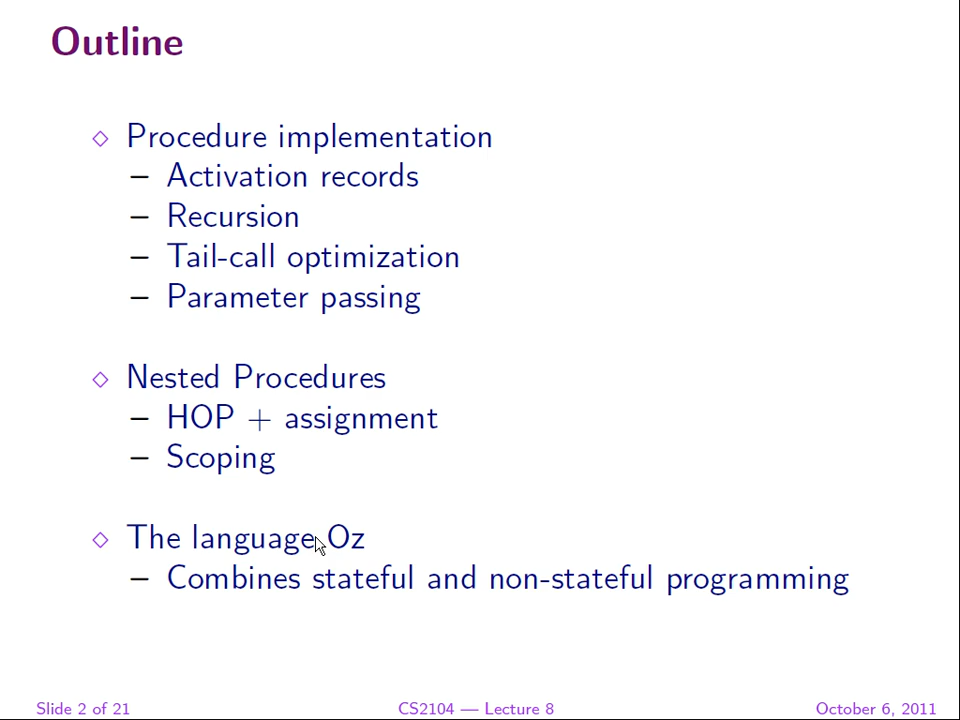 Outline
◇ Procedure implementation
– Activation records
– Recursion
– Tail-call optimization
– Parameter passing
◇ Nested Procedures
– HOP + assignment
– Scoping
◇ The language Oz
– Combines stateful and non-stateful programming
Slide 2 of 21 CS2104 — Lecture 8 October 6, 2011